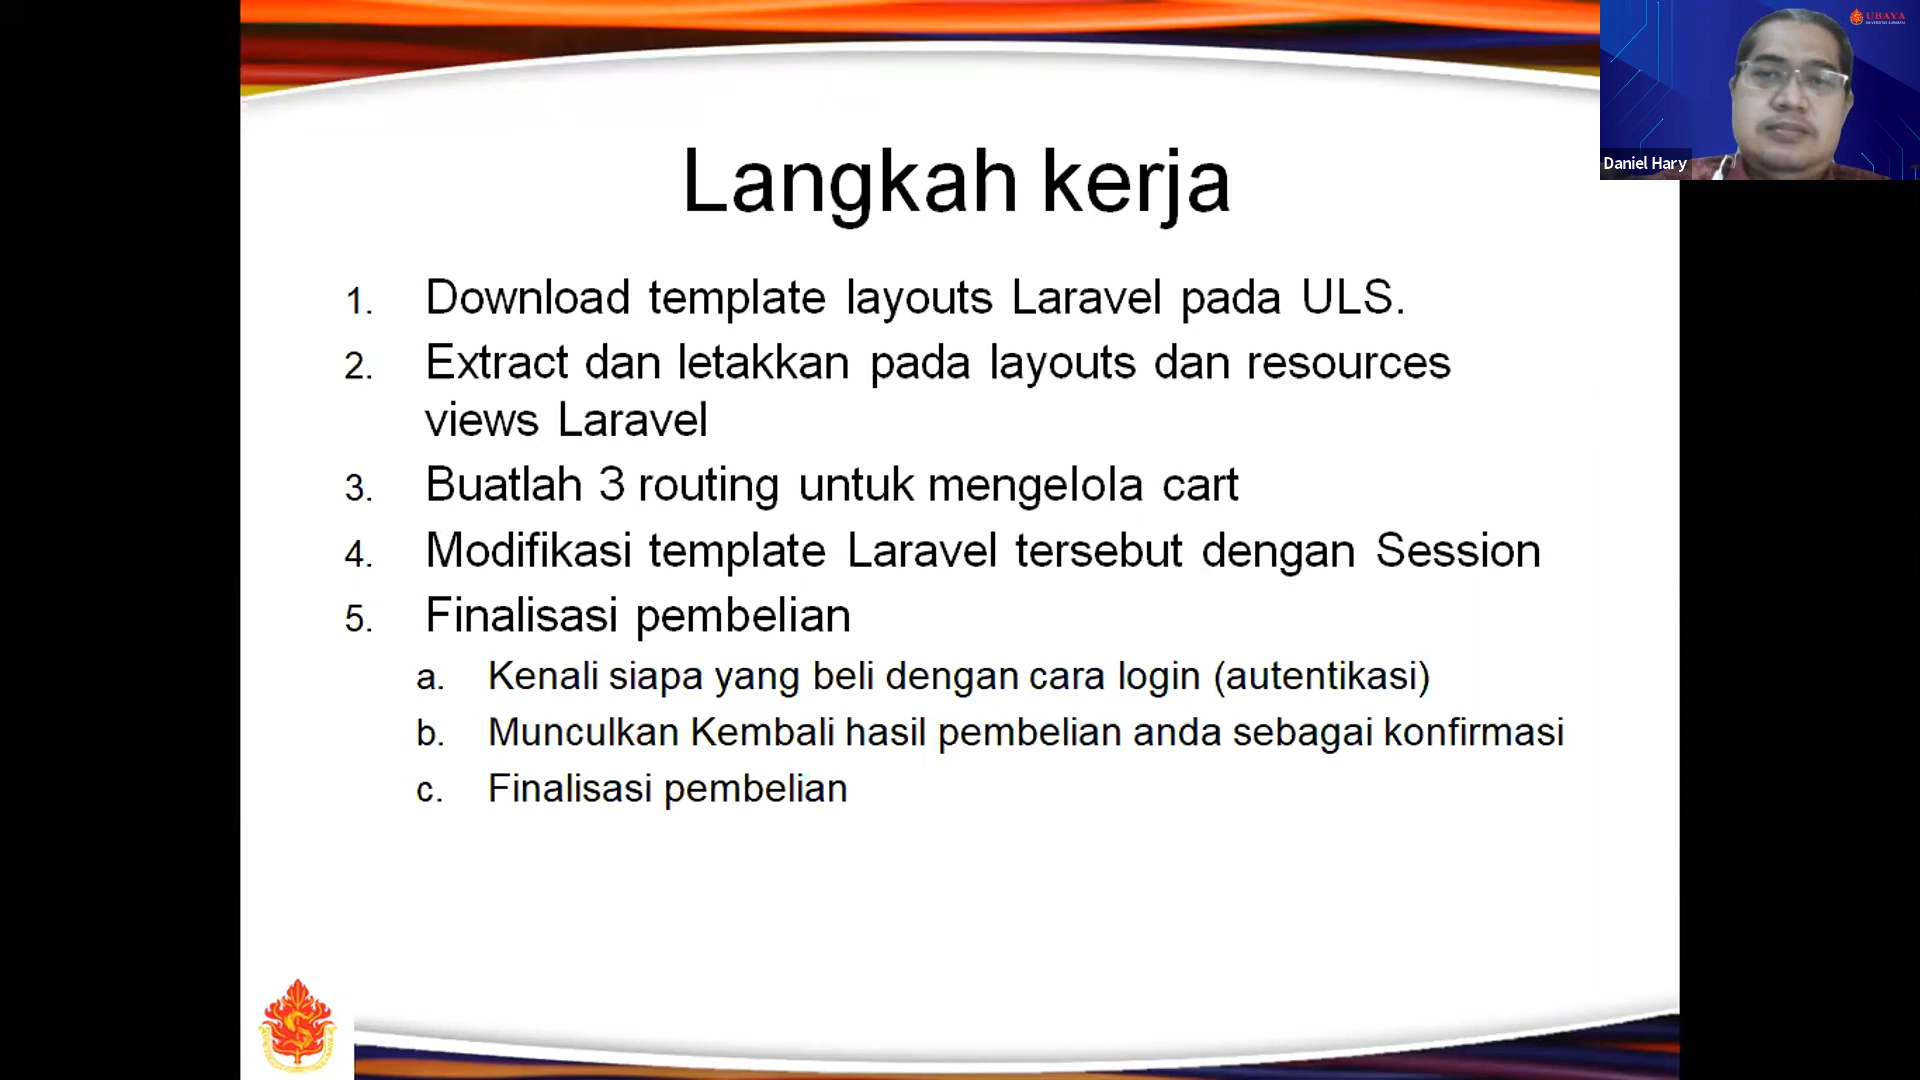 UBAYA
Daniel Hary
Langkah kerja
1. Download template layouts Laravel pada ULS.
2. Extract dan letakkan pada layouts dan resources
views Laravel
3. Buatlah 3 routing untuk mengelola cart
4. Modifikasi template Laravel tersebut dengan Session
5. Finalisasi pembelian
a. Kenali siapa yang beli dengan cara login (autentikasi)
b. Munculkan Kembali hasil pembelian anda sebagai konfirmasi
c. Finalisasi pembelian